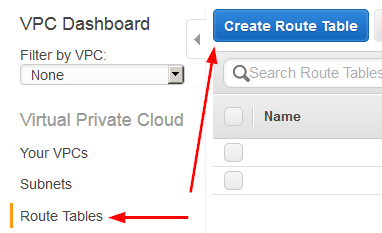 VPC Dashboard
Filter by VPC:
None
Virtual Private Cloud
Your VPCs
Subnets
Route Tables
Create Route Table
Search Route Tables
Name